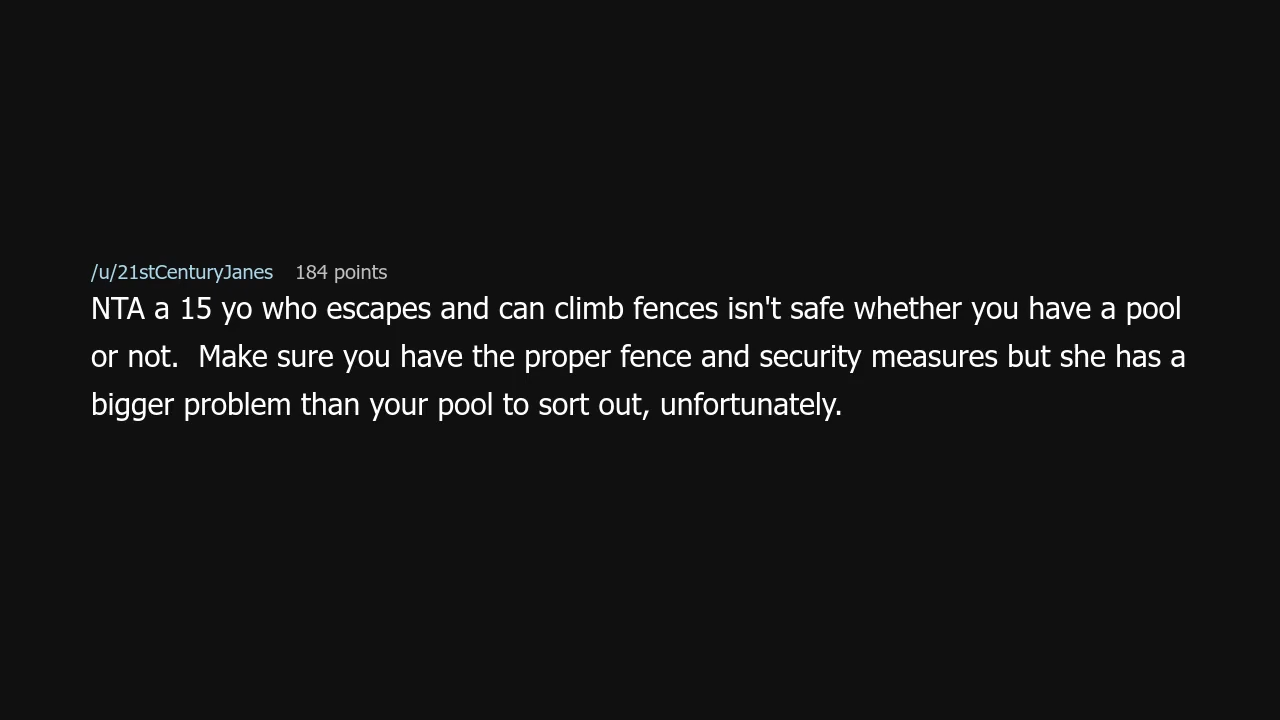 /u/21stCenturyJanes 184 points
NTA a 15 yo who escapes and can climb fences isn't safe whether you have a pool
or not.  Make sure you have the proper fence and security measures but she has a
bigger problem than your pool to sort out, unfortunately.